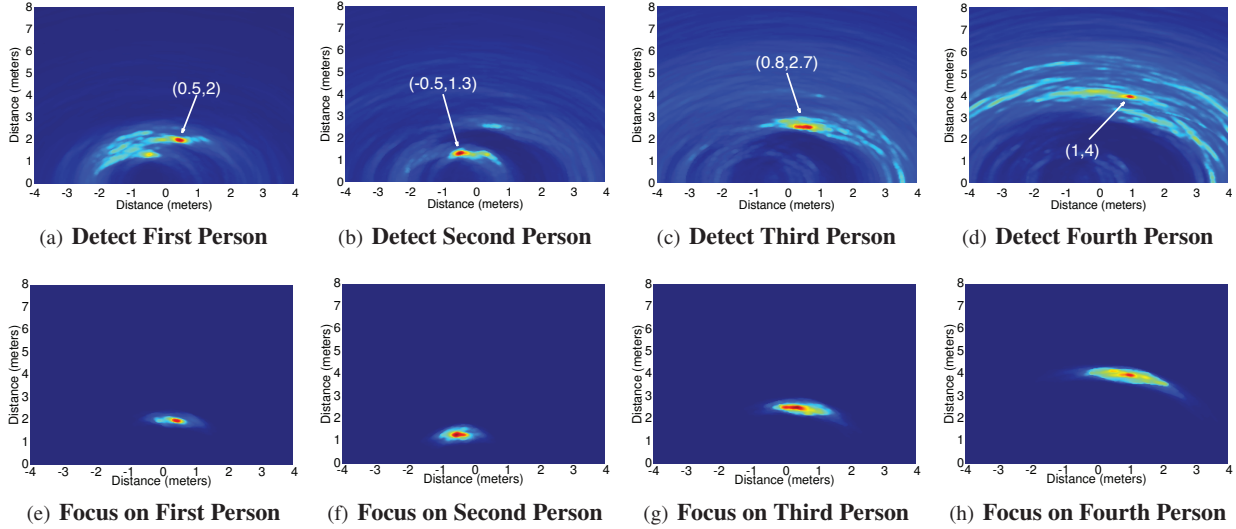 8
7
6
5
4
3
2
1
0
Distance (meters)
(0.5,2)
-4 -3 -2 -1 0 1 2 3 4
Distance (meters)
(a) Detect First Person
8
7
6
5
4
3
2
1
0
Distance (meters)
(-0.5,1.3)
-4 -3 -2 -1 0 1 2 3 4
Distance (meters)
(b) Detect Second Person
8
7
6
5
4
3
2
1
0
Distance (meters)
(0.8,2.7)
-4 -3 -2 -1 0 1 2 3 4
Distance (meters)
(c) Detect Third Person
8
7
6
5
4
3
2
1
0
Distance (meters)
(1,4)
-4 -3 -2 -1 0 1 2 3 4
Distance (meters)
(d) Detect Fourth Person
8
7
6
5
4
3
2
1
0
Distance (meters)
-4 -3 -2 -1 0 1 2 3 4
Distance (meters)
(e) Focus on First Person
8
7
6
5
4
3
2
1
0
Distance (meters)
-4 -3 -2 -1 0 1 2 3 4
Distance (meters)
(f) Focus on Second Person
8
7
6
5
4
3
2
1
0
Distance (meters)
-4 -3 -2 -1 0 1 2 3 4
Distance (meters)
(g) Focus on Third Person
8
7
6
5
4
3
2
1
0
Distance (meters)
-4 -3 -2 -1 0 1 2 3 4
Distance (meters)
(h) Focus on Fourth Person